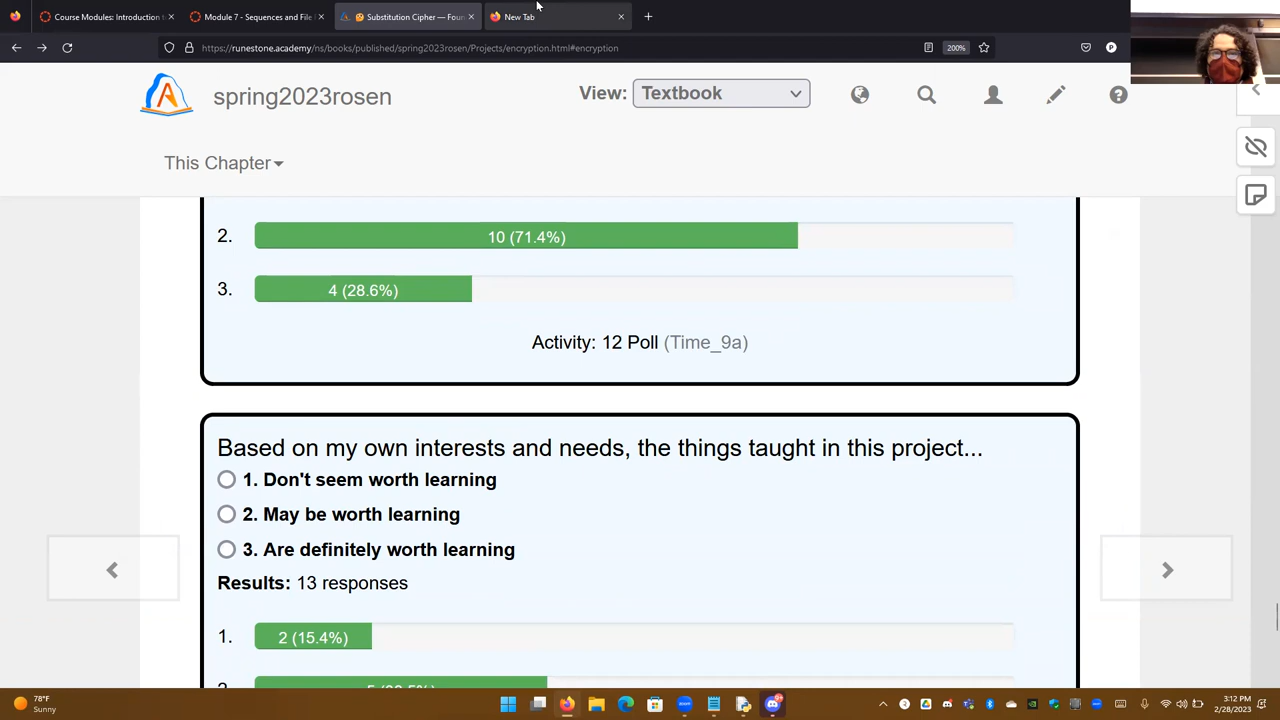 Course Modules: Introduction to
Module 7 - Sequences and File
Substitution Cipher — Foun
New Tab
https://runestone.academy/ns/books/published/spring2023rosen/Projects/encryption.html#encryption
200%
spring2023rosen
View:
Textbook
This Chapter
2.
10 (71.4%)
3.
4 (28.6%)
Activity: 12 Poll (Time_9a)
Based on my own interests and needs, the things taught in this project...
1. Don't seem worth learning
2. May be worth learning
3. Are definitely worth learning
Results: 13 responses
1.
2 (15.4%)
78°F
Sunny
3:12 PM
2/28/2023